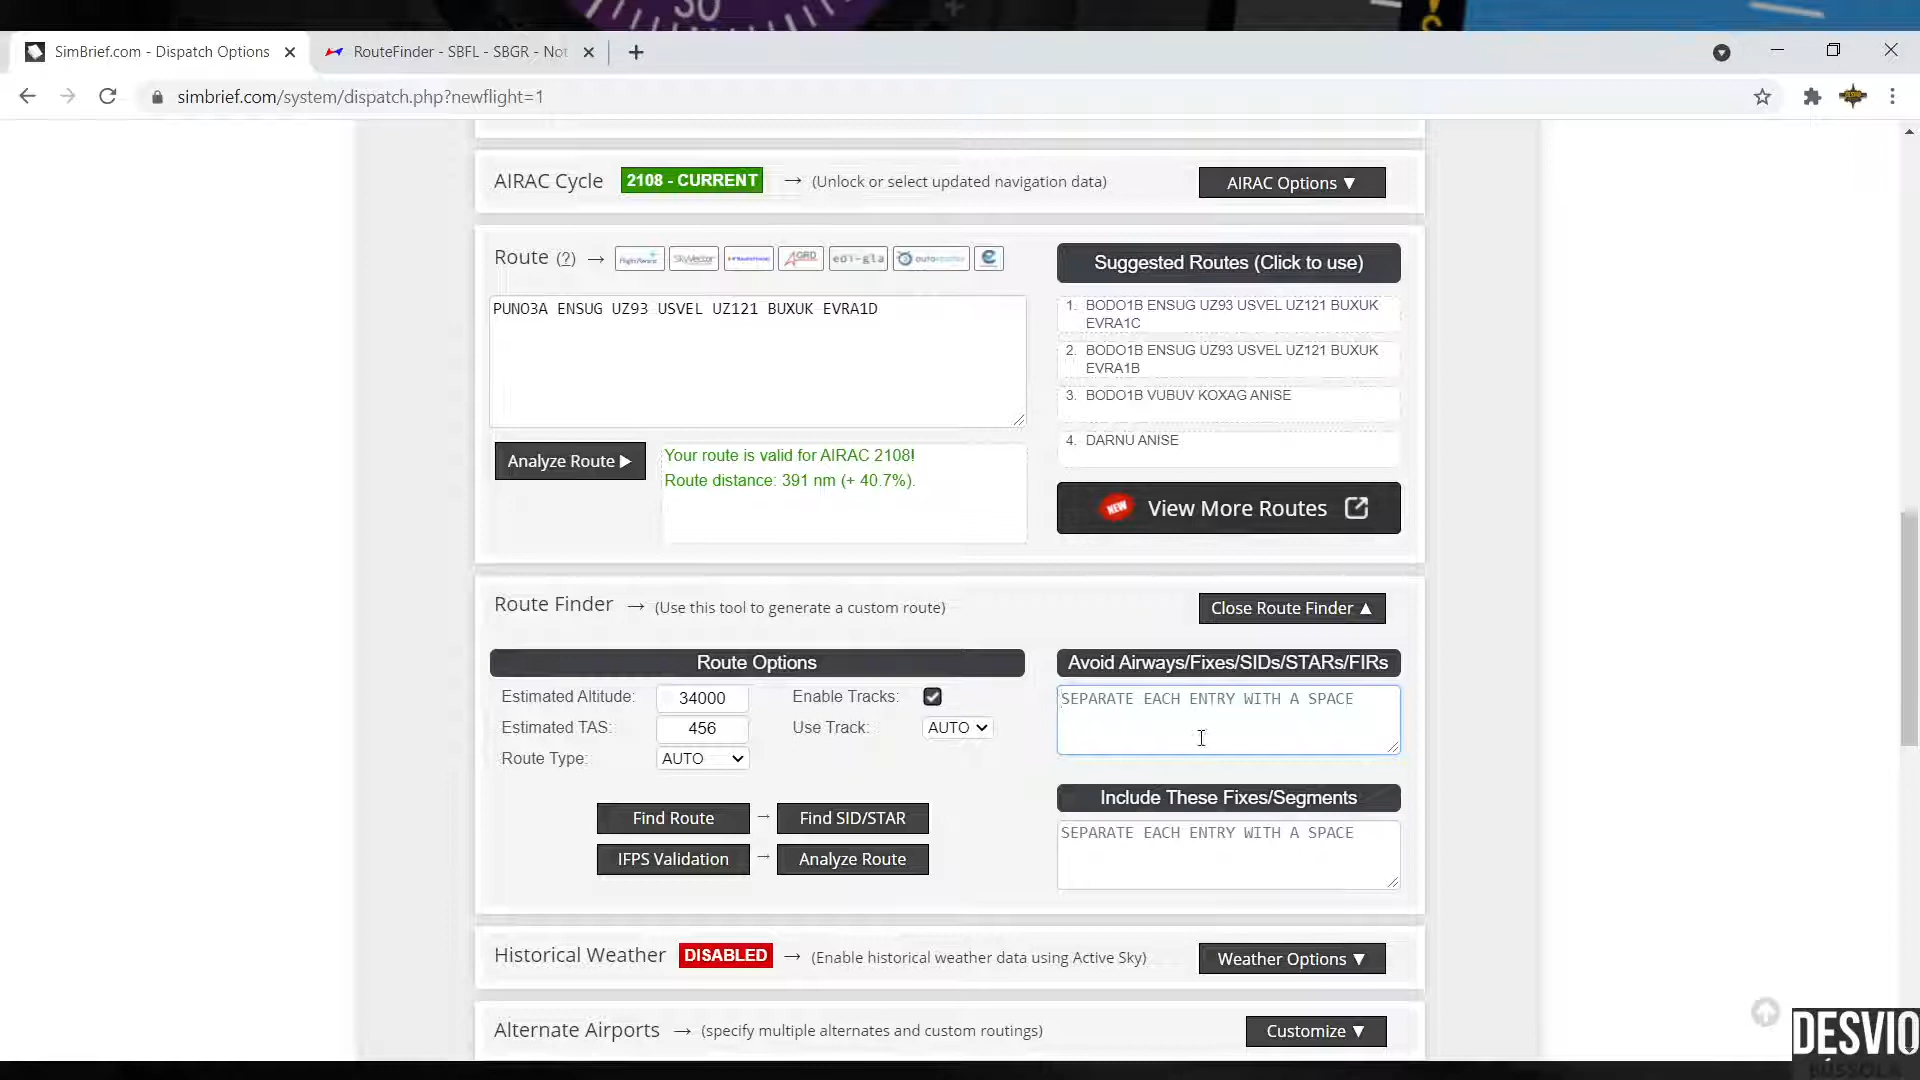 30
SimBrief.com - Dispatch Options
RouteFinder - SBFL - SBGR - Not
simbrief.com/system/dispatch.php?newflight=1
AIRAC Cycle 2108 - CURRENT → (Unlock or select updated navigation data) AIRAC Options ▼
Route (?) → FlightAware SkyVector RouteFinder GRD edi-gla
Suggested Routes (Click to use)
PUNO3A ENSUG UZ93 USVEL UZ121 BUXUK EVRA1D
1. BODO1B ENSUG UZ93 USVEL UZ121 BUXUK
EVRA1C
2. BODO1B ENSUG UZ93 USVEL UZ121 BUXUK
EVRA1B
3. BODO1B VUBUV KOXAG ANISE
4. DARNU ANISE
Analyze Route ▶
Your route is valid for AIRAC 2108!
Route distance: 391 nm (+ 40.7%).
NEW View More Routes
Route Finder → (Use this tool to generate a custom route) Close Route Finder ▲
Route Options
Estimated Altitude: 34000 Enable Tracks:
Estimated TAS: 456 Use Track: AUTO
Route Type: AUTO
Find Route → Find SID/STAR
IFPS Validation → Analyze Route
Avoid Airways/Fixes/SIDs/STARs/FIRs
SEPARATE EACH ENTRY WITH A SPACE
Include These Fixes/Segments
SEPARATE EACH ENTRY WITH A SPACE
Historical Weather DISABLED → (Enable historical weather data using Active Sky) Weather Options ▼
Alternate Airports → (specify multiple alternates and custom routings) Customize ▼
DESVIO